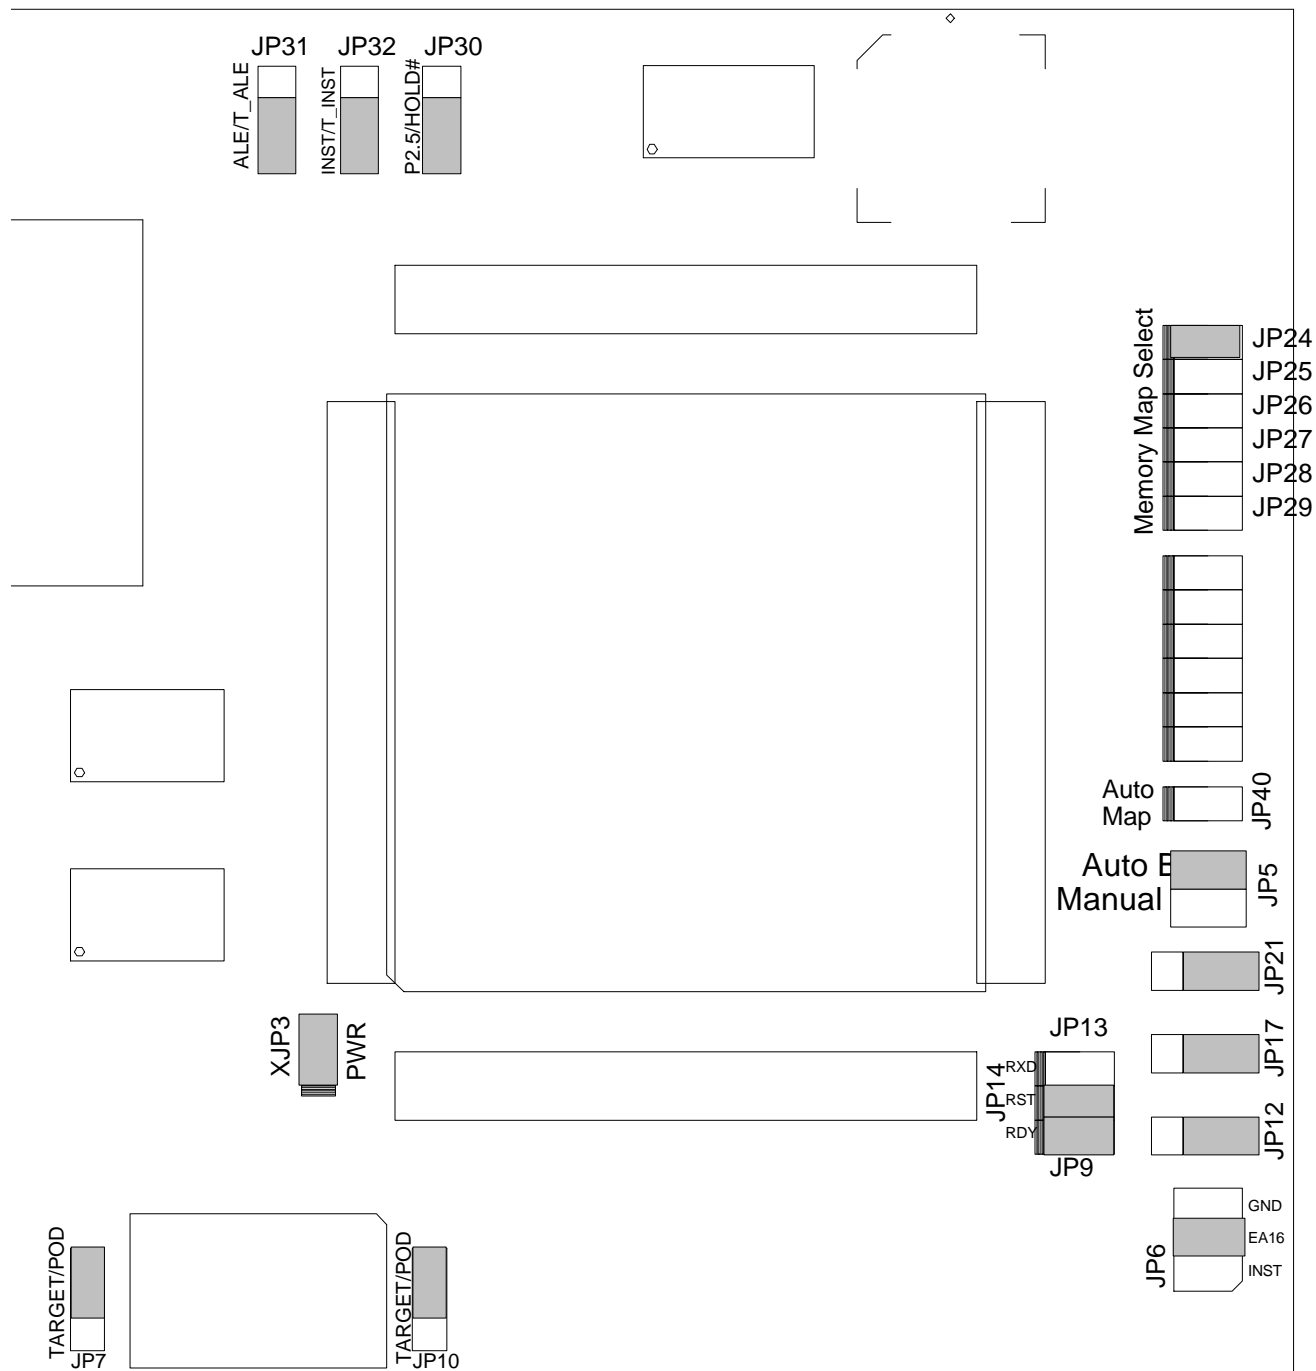 JP31
JP32
JP30
ALE/T_ALE
INST/T_INST
P2.5/HOLD#
Memory Map Select
JP24
JP25
JP26
JP27
JP28
JP29
Auto
Map
JP40
Auto
Manual
JP5
JP21
JP17
JP12
XJP3
PWR
JP13
JP14
RXD
RST
RDY
JP9
GND
EA16
INST
JP6
TARGET/POD
JP7
TARGET/POD
JP10